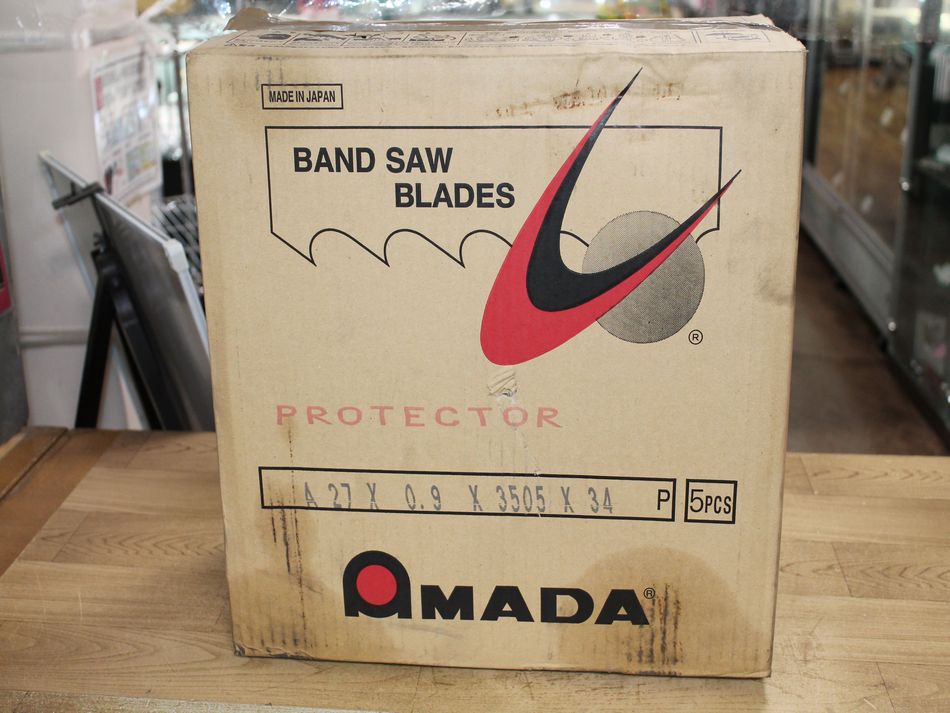 MADE IN JAPAN
BAND SAW
BLADES
®
PROTECTOR
A 27 X 0.9 X 3505 X 34 P 5PCS
AMADA®